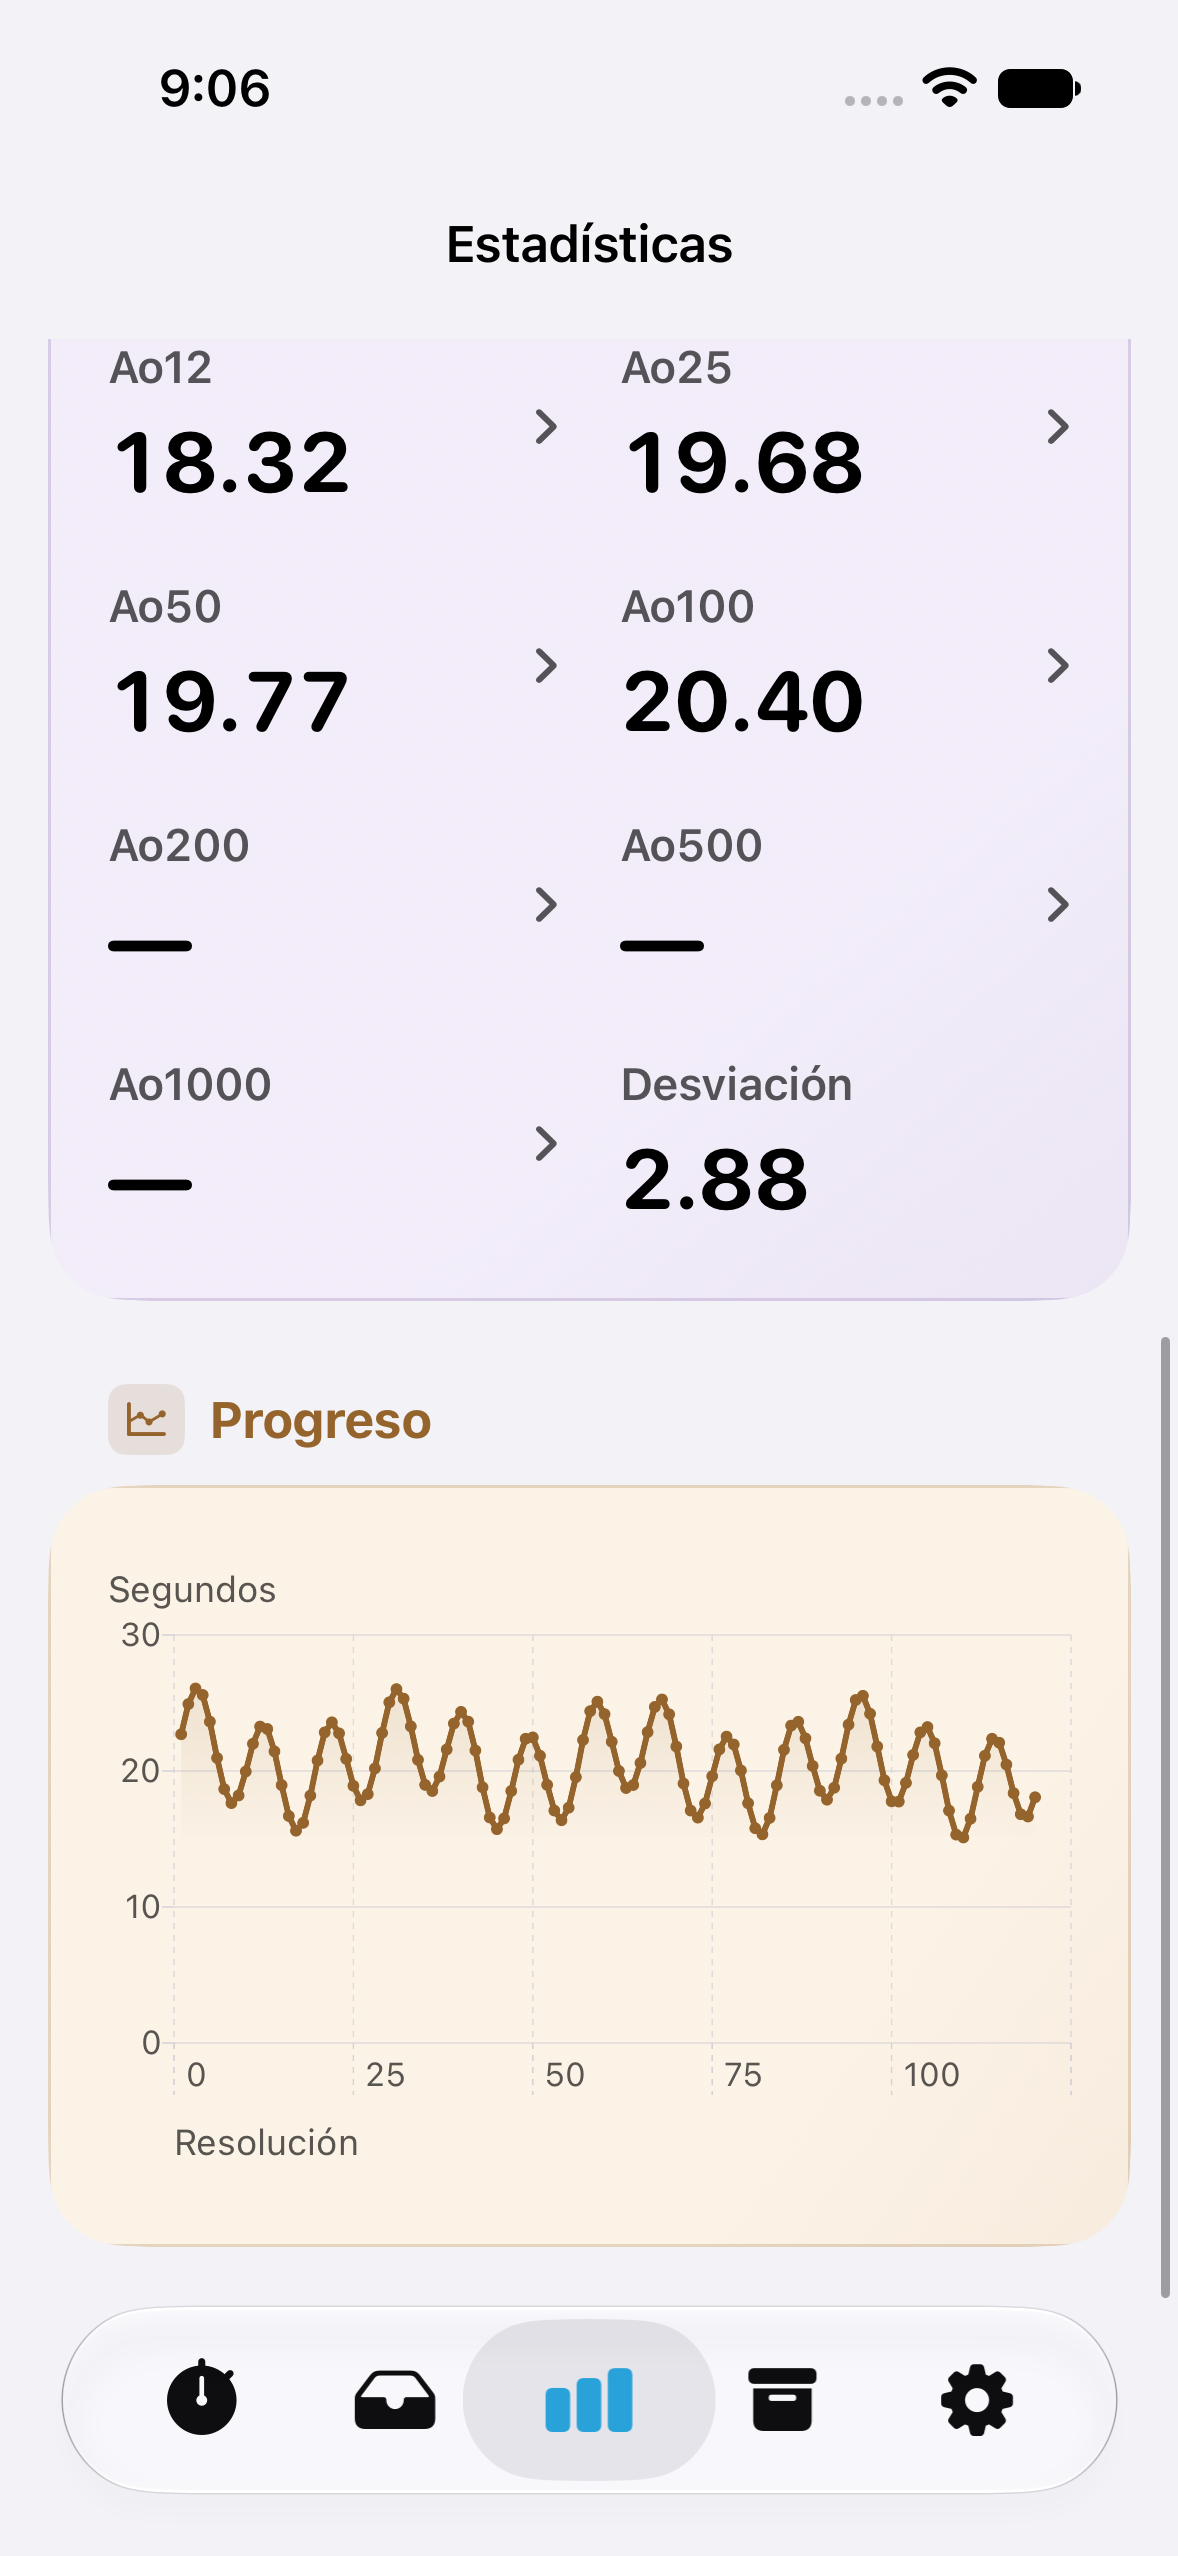 9:06
Estadísticas
Ao12
Ao25
18.32
19.68
Ao50
Ao100
19.77
20.40
Ao200
Ao500
—
—
Ao1000
Desviación
—
2.88
Progreso
Segundos
30
20
10
0
0 25 50 75 100
Resolución